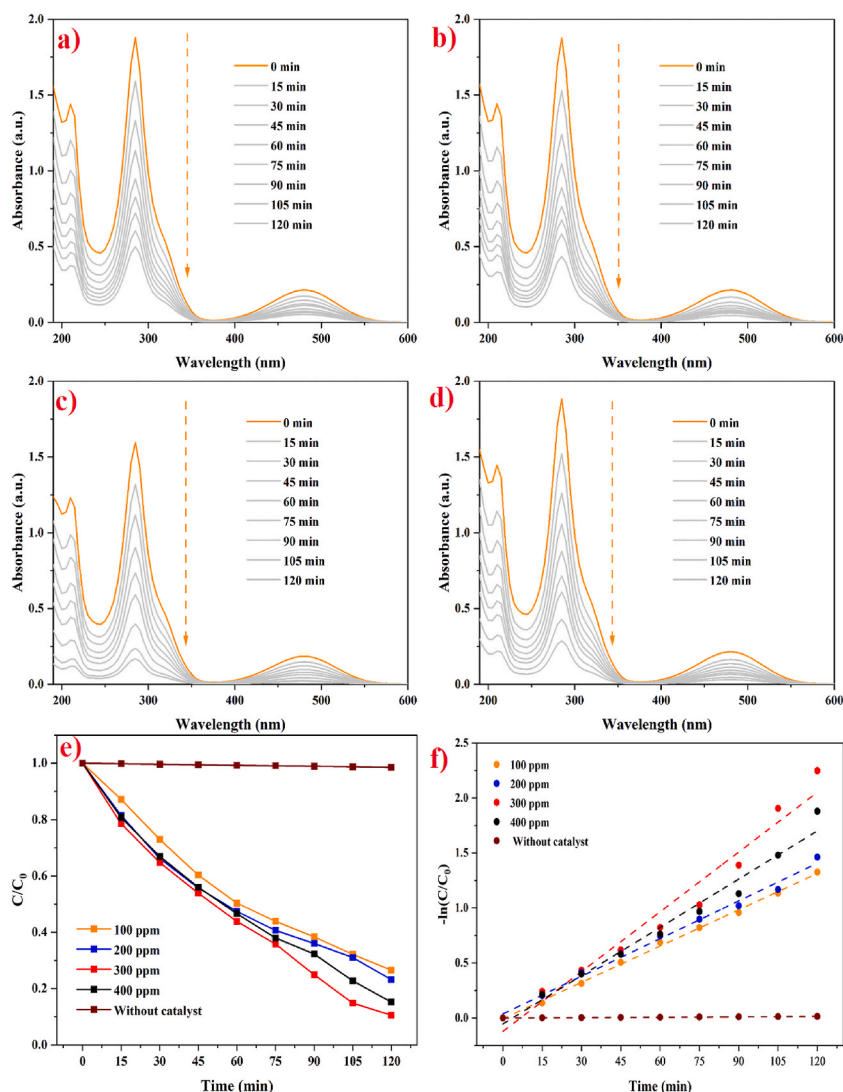 a)
2.0
1.5
1.0
0.5
0.0
Absorbance (a.u.)
0 min
15 min
30 min
45 min
60 min
75 min
90 min
105 min
120 min
200 300 400 500 600
Wavelength (nm)
b)
2.0
1.5
1.0
0.5
0.0
Absorbance (a.u.)
0 min
15 min
30 min
45 min
60 min
75 min
90 min
105 min
120 min
200 300 400 500 600
Wavelength (nm)
c)
2.0
1.5
1.0
0.5
0.0
Absorbance (a.u.)
0 min
15 min
30 min
45 min
60 min
75 min
90 min
105 min
120 min
200 300 400 500 600
Wavelength (nm)
d)
2.0
1.5
1.0
0.5
0.0
Absorbance (a.u.)
0 min
15 min
30 min
45 min
60 min
75 min
90 min
105 min
120 min
200 300 400 500 600
Wavelength (nm)
e)
1.0
0.8
0.6
0.4
0.2
0.0
C/C0
100 ppm
200 ppm
300 ppm
400 ppm
Without catalyst
0 15 30 45 60 75 90 105 120
Time (min)
f)
2.5
2.0
1.5
1.0
0.5
0.0
-ln(C/C0)
100 ppm
200 ppm
300 ppm
400 ppm
Without catalyst
0 15 30 45 60 75 90 105 120
Time (min)